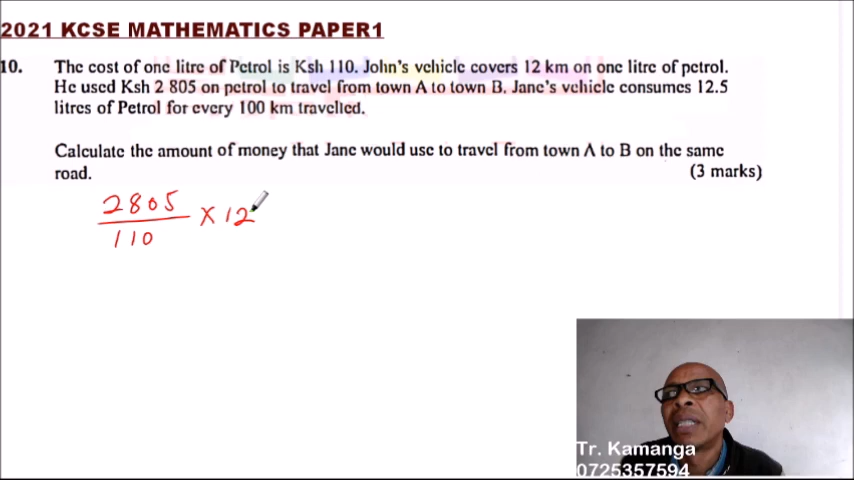 2021 KCSE MATHEMATICS PAPER1
10. The cost of one litre of Petrol is Ksh 110. John's vehicle covers 12 km on one litre of petrol.
He used Ksh 2 805 on petrol to travel from town A to town B. Jane's vehicle consumes 12.5
litres of Petrol for every 100 km travelled.
Calculate the amount of money that Jane would use to travel from town A to B on the same
road. (3 marks)
2805
110
× 12
Tr. Kamanga
0725357594